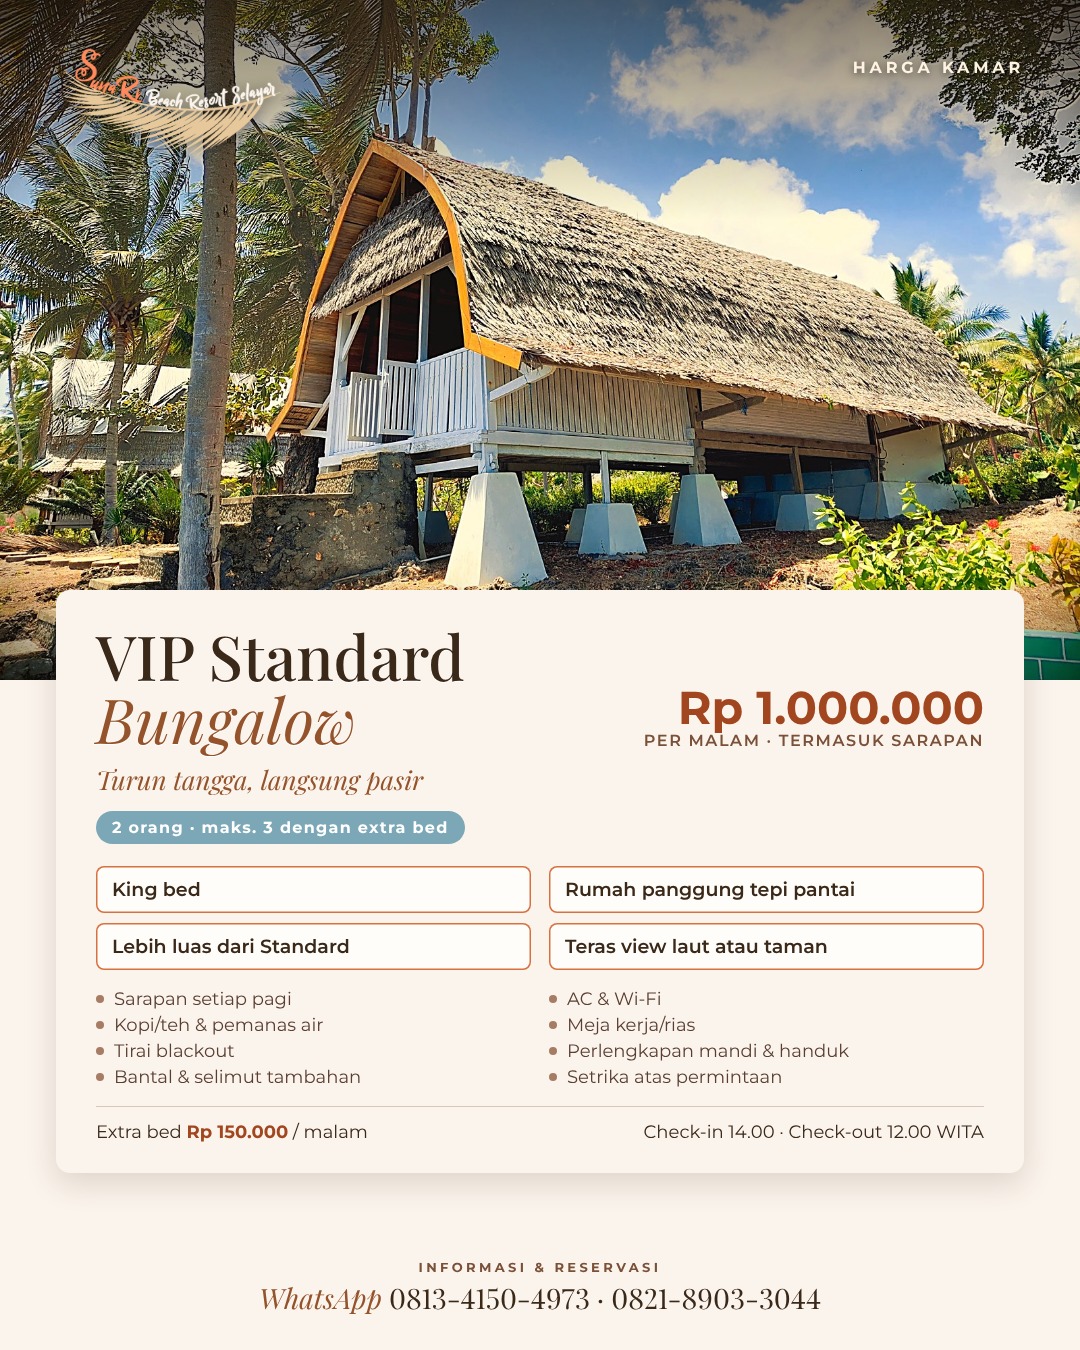 SunaRi Beach Resort Selayar
HARGA KAMAR
VIP Standard
Bungalow
Rp 1.000.000
PER MALAM · TERMASUK SARAPAN
Turun tangga, langsung pasir
2 orang · maks. 3 dengan extra bed
King bed
Rumah panggung tepi pantai
Lebih luas dari Standard
Teras view laut atau taman
Sarapan setiap pagi
AC & Wi-Fi
Kopi/teh & pemanas air
Meja kerja/rias
Tirai blackout
Perlengkapan mandi & handuk
Bantal & selimut tambahan
Setrika atas permintaan
Extra bed Rp 150.000 / malam
Check-in 14.00 · Check-out 12.00 WITA
INFORMASI & RESERVASI
WhatsApp 0813-4150-4973 · 0821-8903-3044